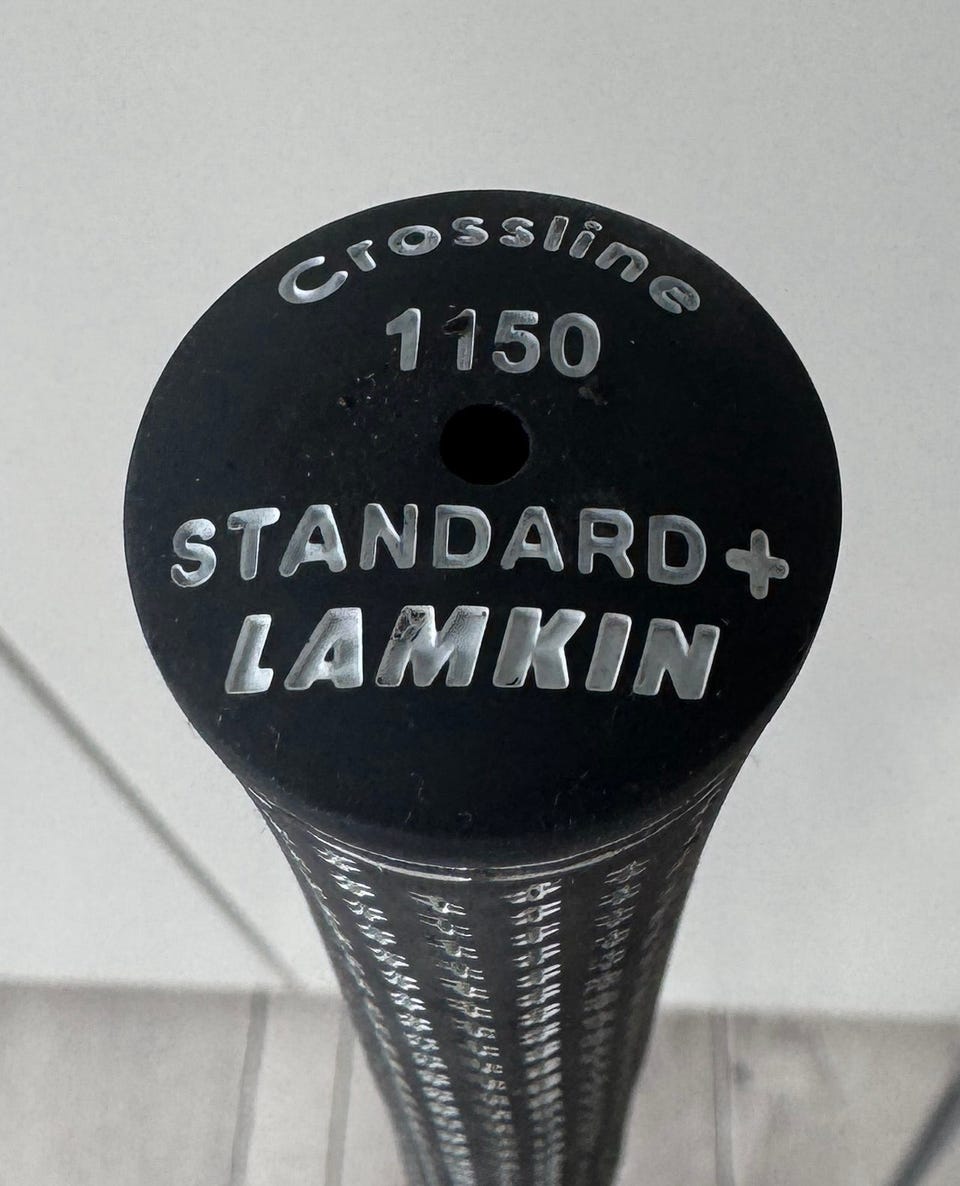 Crossline
1150
STANDARD+
LAMKIN